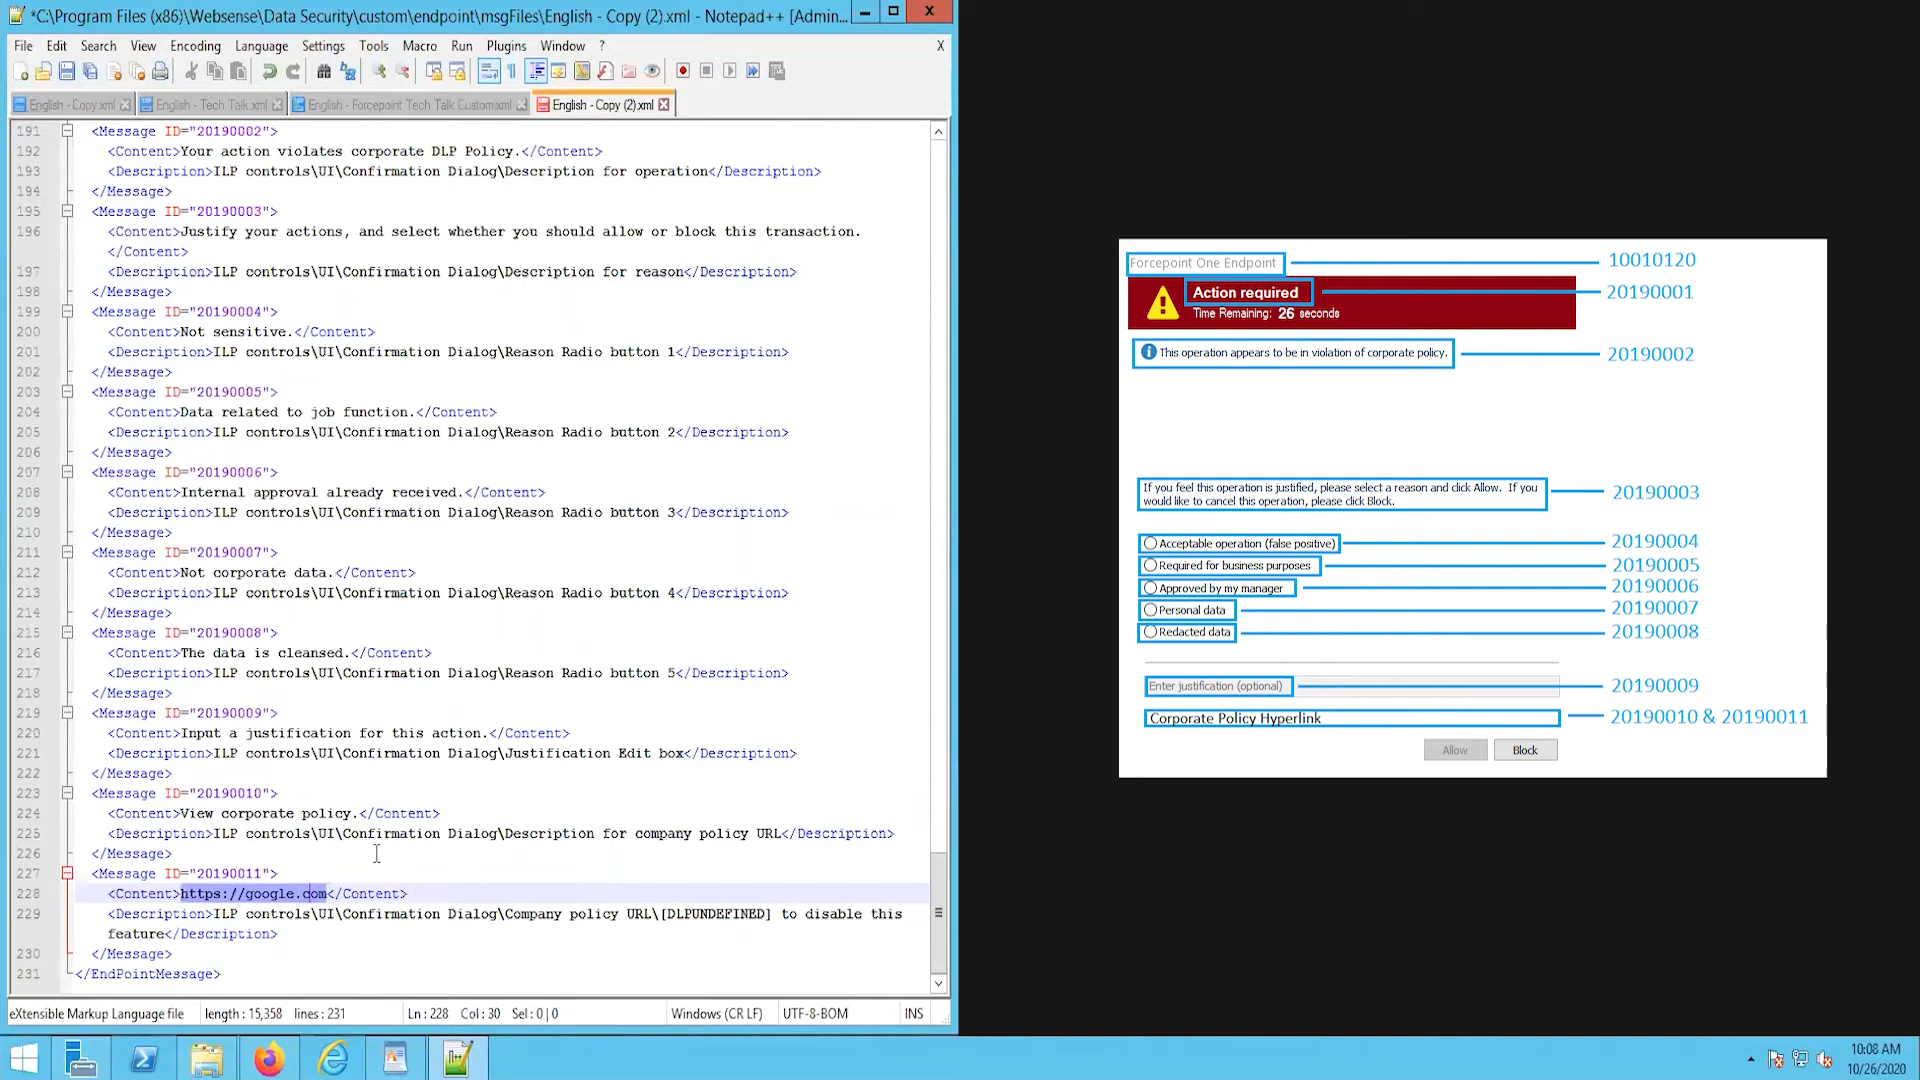 *C:\Program Files (x86)\Websense\Data Security\custom\endpoint\msgFiles\English - Copy (2).xml - Notepad++ [Admin...
File Edit Search View Encoding Language Settings Tools Macro Run Plugins Window ? X
English - Copy.xml English - Tech Talk.xml English - Forcepoint Tech Talk Custom.xml English - Copy (2).xml
191 <Message ID="20190002">
192 <Content>Your action violates corporate DLP Policy.</Content>
193 <Description>ILP controls\UI\Confirmation Dialog\Description for operation</Description>
194 </Message>
195 <Message ID="20190003">
196 <Content>Justify your actions, and select whether you should allow or block this transaction.
</Content>
197 <Description>ILP controls\UI\Confirmation Dialog\Description for reason</Description>
198 </Message>
199 <Message ID="20190004">
200 <Content>Not sensitive.</Content>
201 <Description>ILP controls\UI\Confirmation Dialog\Reason Radio button 1</Description>
202 </Message>
203 <Message ID="20190005">
204 <Content>Data related to job function.</Content>
205 <Description>ILP controls\UI\Confirmation Dialog\Reason Radio button 2</Description>
206 </Message>
207 <Message ID="20190006">
208 <Content>Internal approval already received.</Content>
209 <Description>ILP controls\UI\Confirmation Dialog\Reason Radio button 3</Description>
210 </Message>
211 <Message ID="20190007">
212 <Content>Not corporate data.</Content>
213 <Description>ILP controls\UI\Confirmation Dialog\Reason Radio button 4</Description>
214 </Message>
215 <Message ID="20190008">
216 <Content>The data is cleansed.</Content>
217 <Description>ILP controls\UI\Confirmation Dialog\Reason Radio button 5</Description>
218 </Message>
219 <Message ID="20190009">
220 <Content>Input a justification for this action.</Content>
221 <Description>ILP controls\UI\Confirmation Dialog\Justification Edit box</Description>
222 </Message>
223 <Message ID="20190010">
224 <Content>View corporate policy.</Content>
225 <Description>ILP controls\UI\Confirmation Dialog\Description for company policy URL</Description>
226 </Message>
227 <Message ID="20190011">
228 <Content>https://google.com</Content>
229 <Description>ILP controls\UI\Confirmation Dialog\Company policy URL\[DLPUNDEFINED] to disable this
feature</Description>
230 </Message>
231 </EndPointMessage>
eXtensible Markup Language file length : 15,358 lines : 231 Ln : 228 Col : 30 Sel : 0 | 0 Windows (CR LF) UTF-8-BOM INS
Forcepoint One Endpoint 10010120
Action required 20190001
Time Remaining: 26 seconds
This operation appears to be in violation of corporate policy. 20190002
If you feel this operation is justified, please select a reason and click Allow. If you
would like to cancel this operation, please click Block.
20190003
Acceptable operation (false positive) 20190004
Required for business purposes 20190005
Approved by my manager 20190006
Personal data 20190007
Redacted data 20190008
Enter justification (optional) 20190009
Corporate Policy Hyperlink 20190010 & 20190011
Allow Block
10:08 AM
10/26/2020